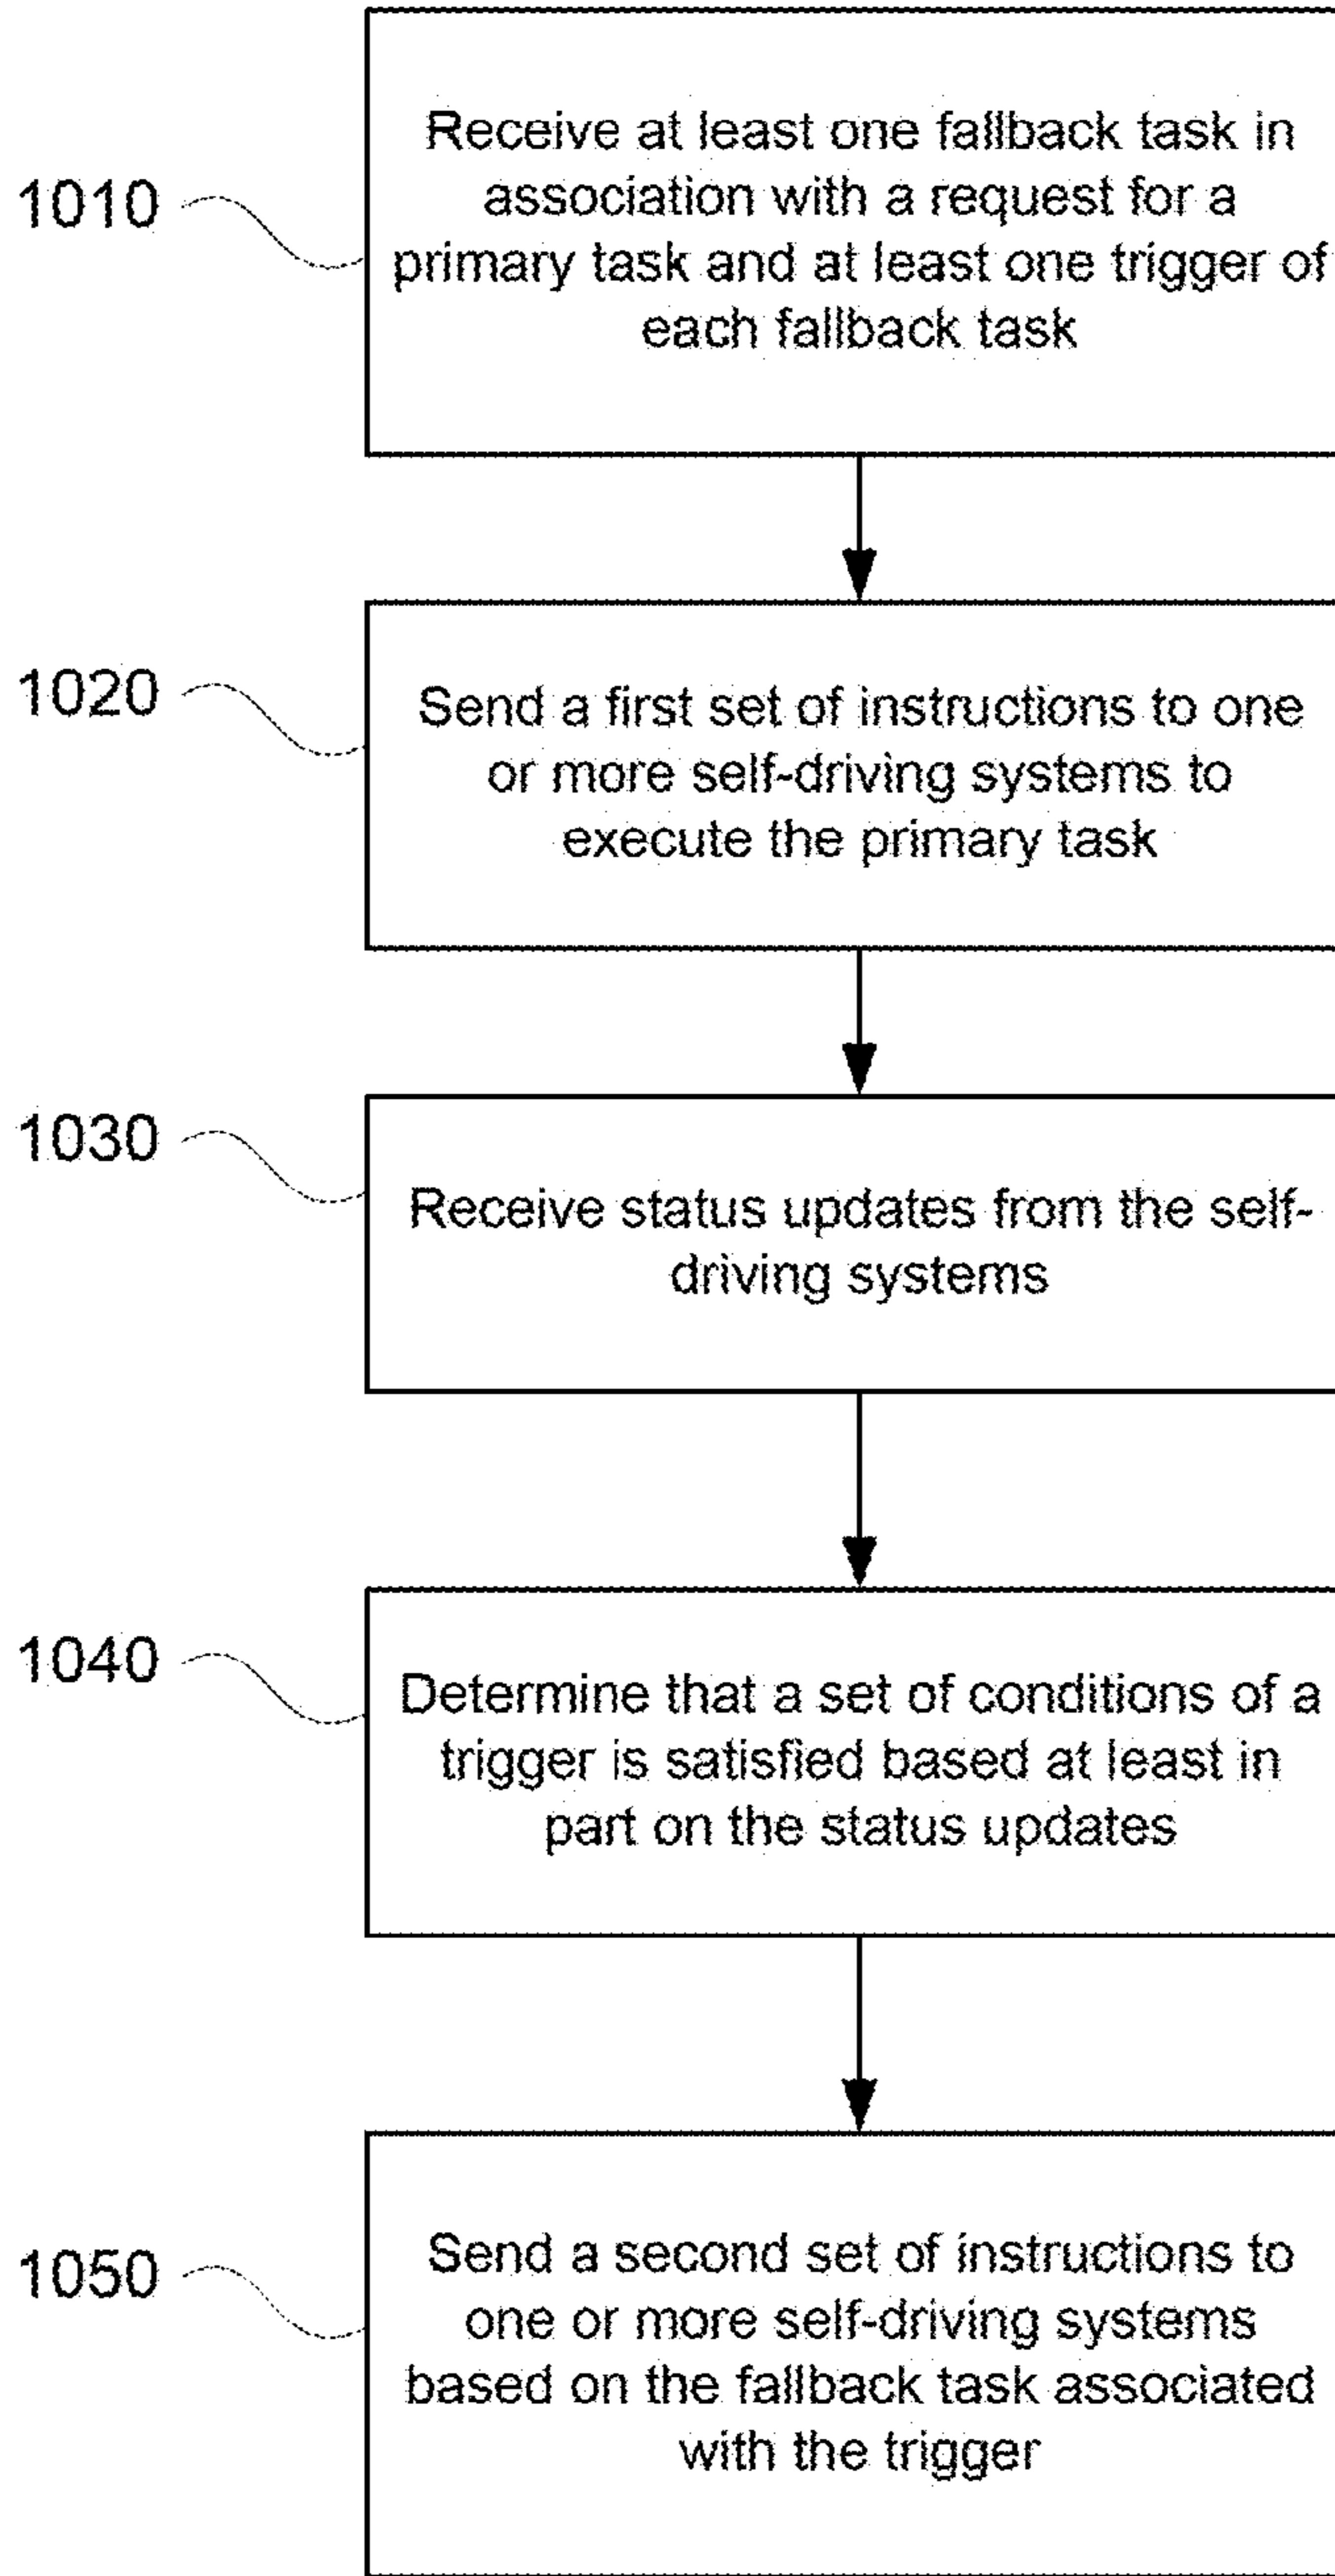 1010
Receive at least one fallback task in
association with a request for a
primary task and at least one trigger of
each fallback task
1020
Send a first set of instructions to one
or more self-driving systems to
execute the primary task
1030
Receive status updates from the self-
driving systems
1040
Determine that a set of conditions of a
trigger is satisfied based at least in
part on the status updates
1050
Send a second set of instructions to
one or more self-driving systems
based on the fallback task associated
with the trigger